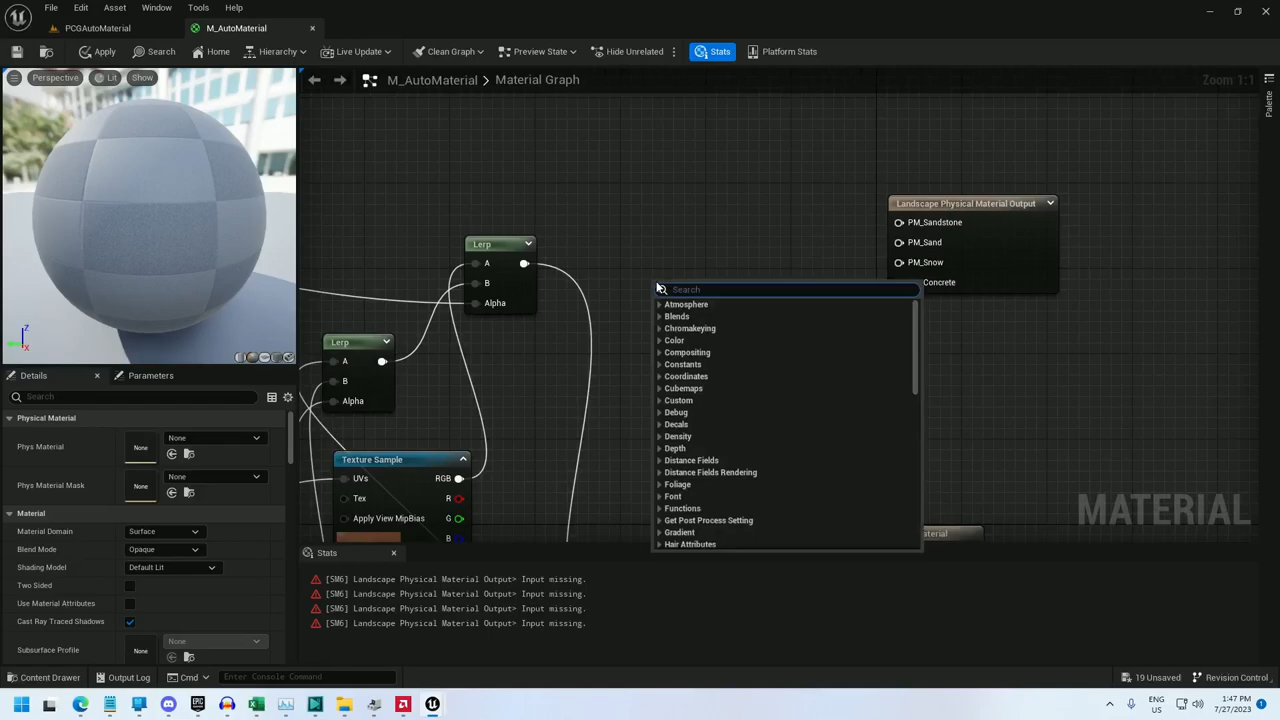 File Edit Asset Window Tools Help
PCGAutoMaterial M_AutoMaterial
Apply Search Home Hierarchy Live Update Clean Graph Preview State Hide Unrelated Stats Platform Stats
Perspective Lit Show
M_AutoMaterial > Material Graph Zoom 1:1
Palette
Landscape Physical Material Output
PM_Sandstone
PM_Sand
PM_Snow
Concrete
Lerp
A
B
Alpha
Lerp
A
B
Alpha
Texture Sample
UVs RGB
Tex R
Apply View MipBias G
B
Search
Atmosphere
Blends
Chromakeying
Color
Compositing
Constants
Coordinates
Cubemaps
Custom
Debug
Decals
Density
Depth
Distance Fields
Distance Fields Rendering
Foliage
Font
Functions
Get Post Process Setting
Gradient
Hair Attributes
MATERIAL
Z
X
Details Parameters
Search
Physical Material
Phys Material None None
Phys Material Mask None None
Material
Material Domain Surface
Blend Mode Opaque
Shading Model Default Lit
Two Sided
Use Material Attributes
Cast Ray Traced Shadows
Subsurface Profile None None
Stats
[SM6] Landscape Physical Material Output> Input missing.
[SM6] Landscape Physical Material Output> Input missing.
[SM6] Landscape Physical Material Output> Input missing.
[SM6] Landscape Physical Material Output> Input missing.
Content Drawer Output Log Cmd Enter Console Command 19 Unsaved Revision Control
ENG
US
1:47 PM
7/27/2023